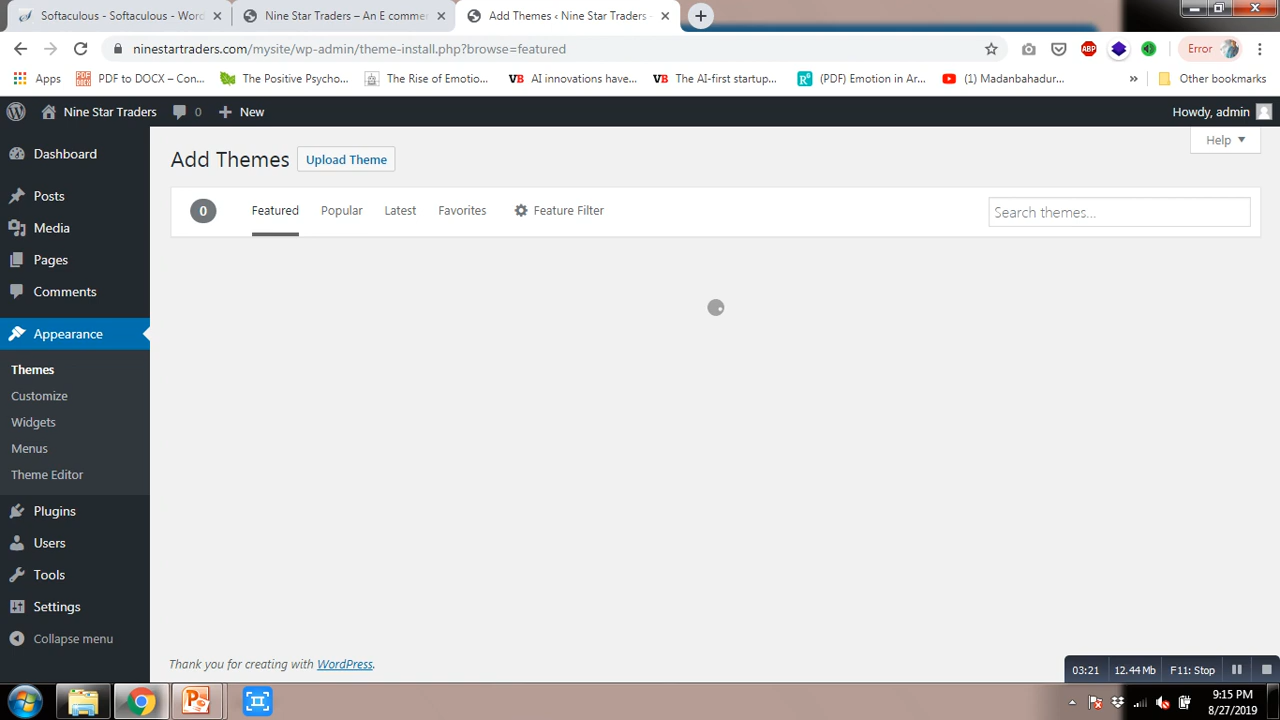 Softaculous - Softaculous - Word
Nine Star Traders – An E comme
Add Themes ‹ Nine Star Traders -
ninestartraders.com/mysite/wp-admin/theme-install.php?browse=featured
ABP
Error
Apps
PDF to DOCX – Con...
The Positive Psycho...
The Rise of Emotio...
VB AI innovations have...
VB The AI-first startup...
(PDF) Emotion in Ar...
(1) Madanbahadur...
»
Other bookmarks
Nine Star Traders
0
New
Howdy, admin
Dashboard
Posts
Media
Pages
Comments
Appearance
Themes
Customize
Widgets
Menus
Theme Editor
Plugins
Users
Tools
Settings
Collapse menu
Help
Add Themes
Upload Theme
0
Featured
Popular
Latest
Favorites
Feature Filter
Search themes...
Thank you for creating with WordPress.
03:21
12.44 Mb
F11: Stop
9:15 PM
8/27/2019